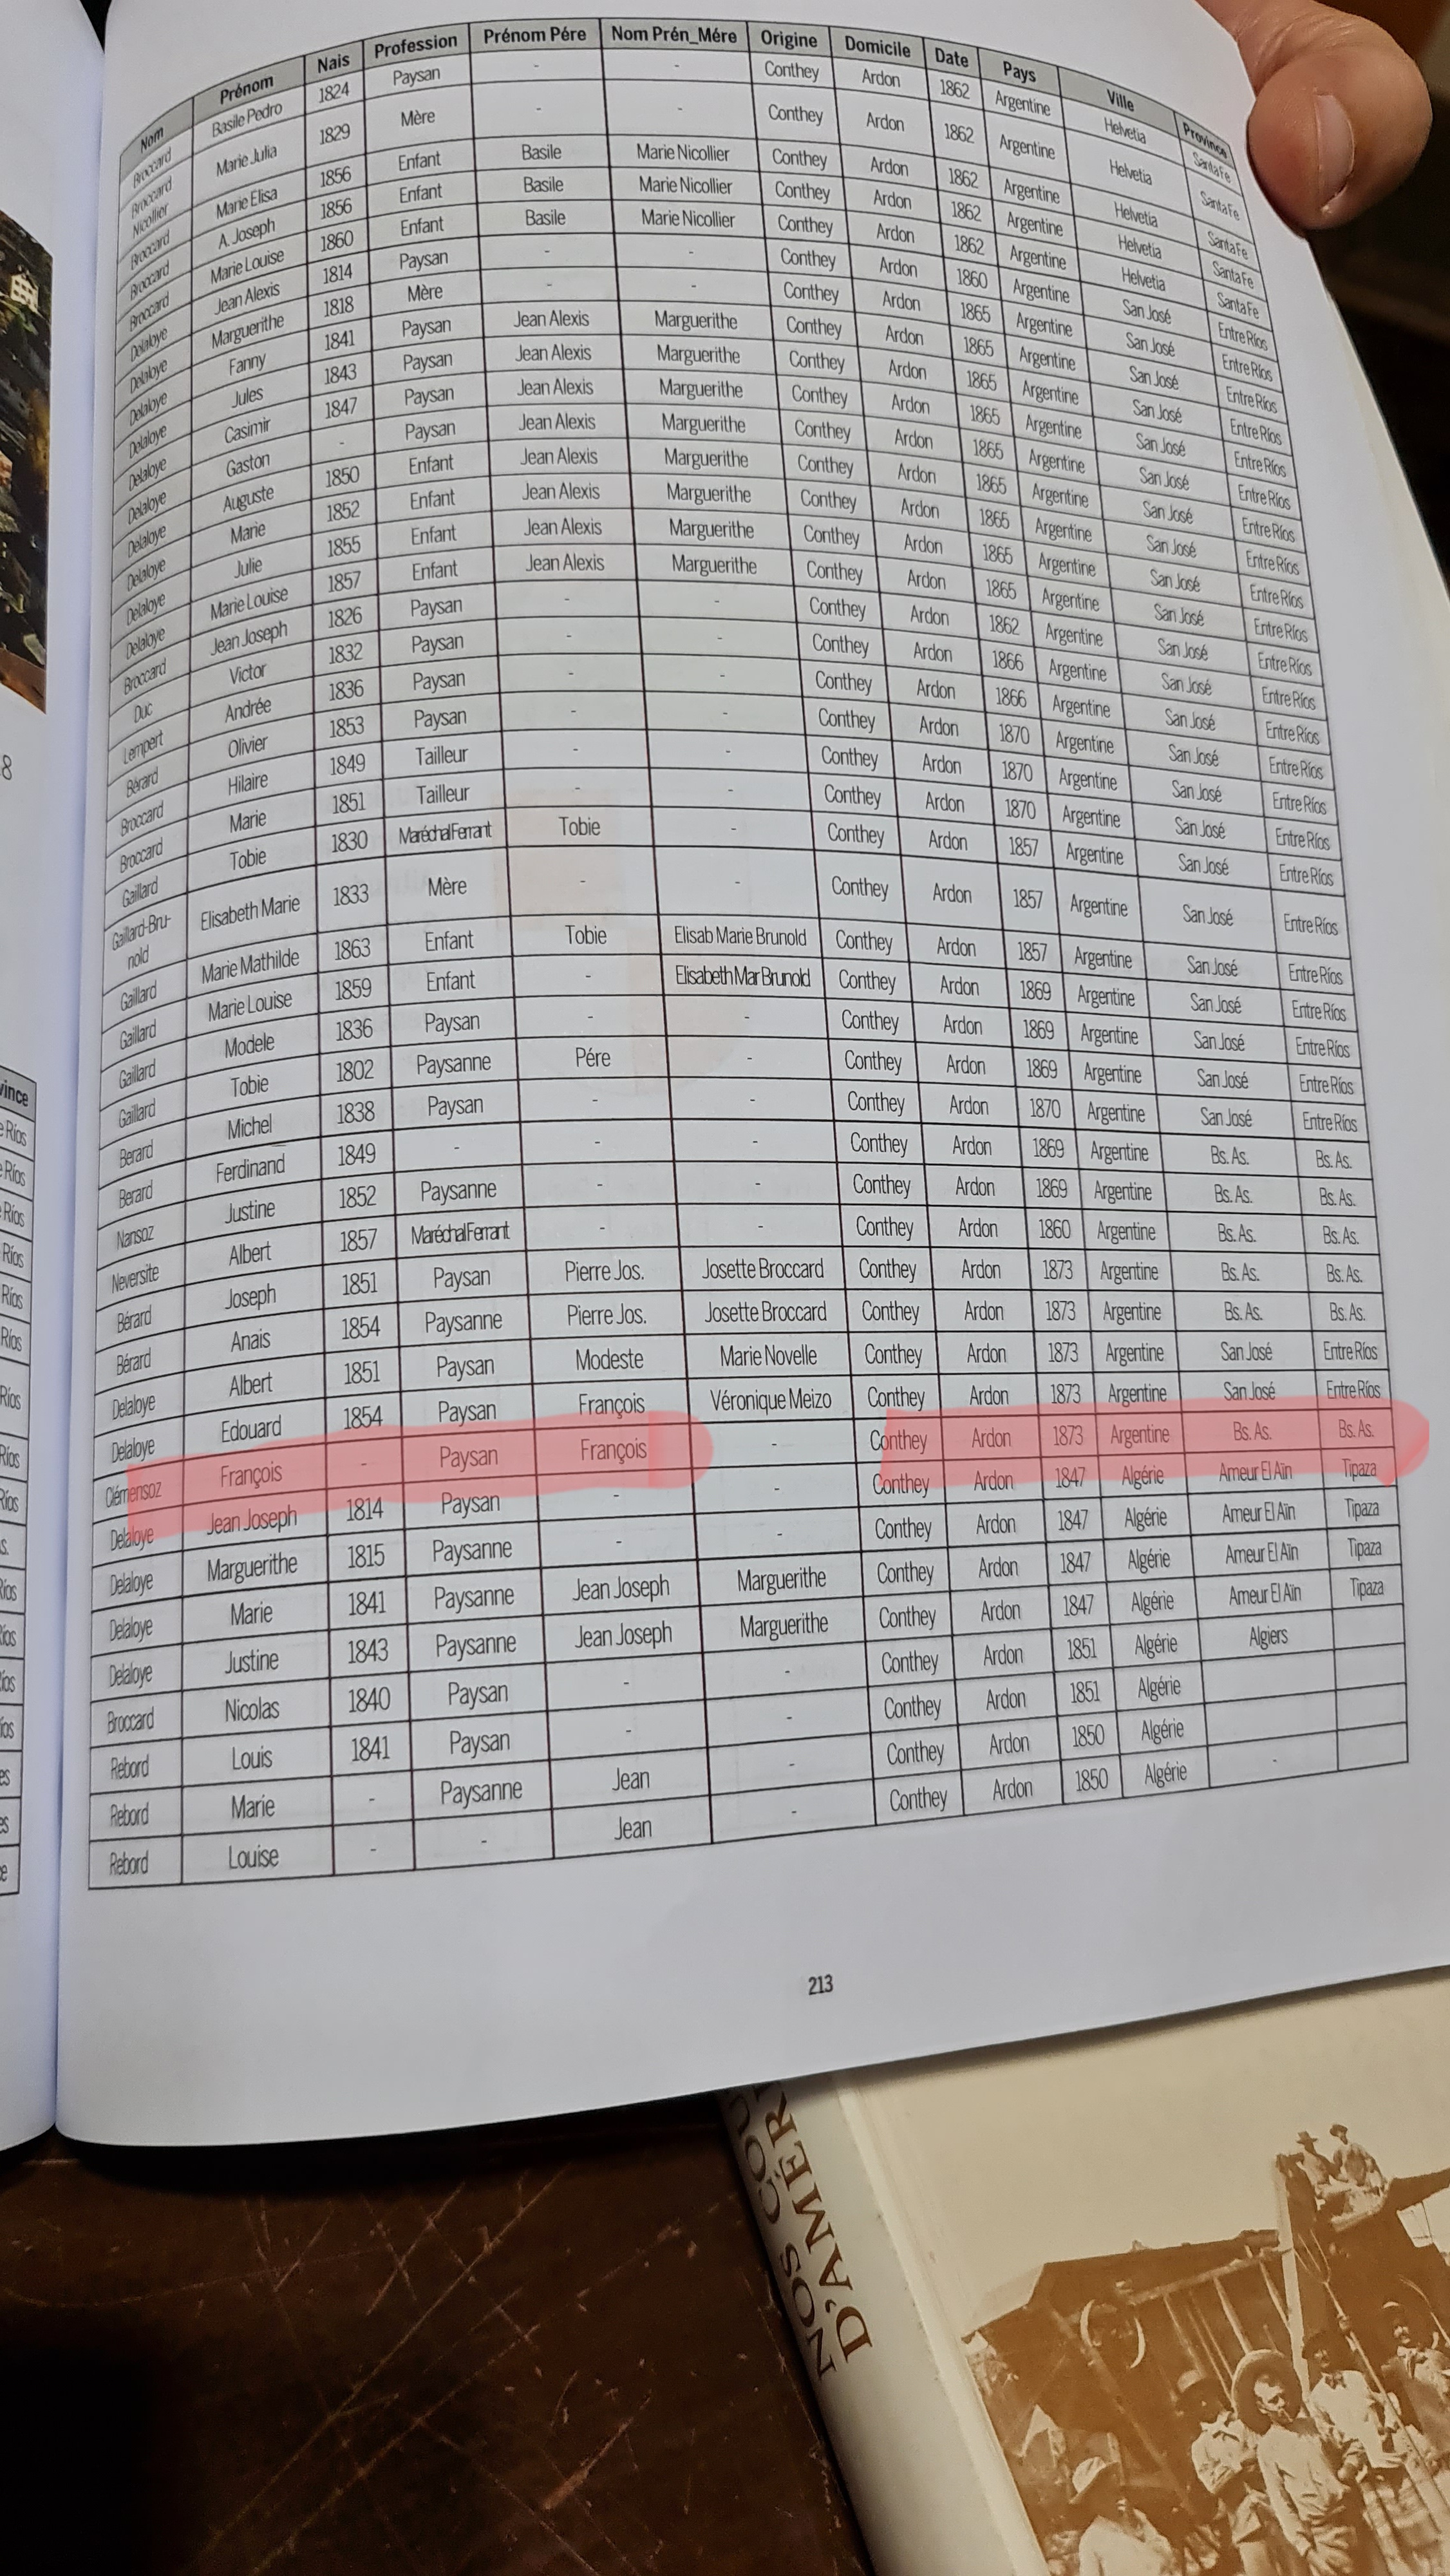 Nom Prénom Nais Profession Prénom Pére Nom Prén_Mére Origine Domicile Date Pays Ville Province
Broccard Basile Pedro 1824 Paysan - - Conthey Ardon 1862 Argentine Helvetia Santa Fe
Broccard Nicollier Marie Julia 1829 Mère - - Conthey Ardon 1862 Argentine Helvetia Santa Fe
Broccard Marie Elisa 1856 Enfant Basile Marie Nicollier Conthey Ardon 1862 Argentine Helvetia Santa Fe
Broccard A. Joseph 1856 Enfant Basile Marie Nicollier Conthey Ardon 1862 Argentine Helvetia Santa Fe
Broccard Marie Louise 1860 Enfant Basile Marie Nicollier Conthey Ardon 1862 Argentine Helvetia Santa Fe
Delaloye Jean Alexis 1814 Paysan - - Conthey Ardon 1860 Argentine San José Entre Ríos
Delaloye Marguerithe 1818 Mère - - Conthey Ardon 1865 Argentine San José Entre Ríos
Delaloye Fanny 1841 Paysan Jean Alexis Marguerithe Conthey Ardon 1865 Argentine San José Entre Ríos
Delaloye Jules 1843 Paysan Jean Alexis Marguerithe Conthey Ardon 1865 Argentine San José Entre Ríos
Delaloye Casimir 1847 Paysan Jean Alexis Marguerithe Conthey Ardon 1865 Argentine San José Entre Ríos
Delaloye Gaston - Paysan Jean Alexis Marguerithe Conthey Ardon 1865 Argentine San José Entre Ríos
Delaloye Auguste 1850 Enfant Jean Alexis Marguerithe Conthey Ardon 1865 Argentine San José Entre Ríos
Delaloye Marie 1852 Enfant Jean Alexis Marguerithe Conthey Ardon 1865 Argentine San José Entre Ríos
Delaloye Julie 1855 Enfant Jean Alexis Marguerithe Conthey Ardon 1865 Argentine San José Entre Ríos
Delaloye Marie Louise 1857 Enfant Jean Alexis Marguerithe Conthey Ardon 1865 Argentine San José Entre Ríos
Broccard Jean Joseph 1826 Paysan - - Conthey Ardon 1862 Argentine San José Entre Ríos
Duc Victor 1832 Paysan - - Conthey Ardon 1866 Argentine San José Entre Ríos
Lempert Andrée 1836 Paysan - - Conthey Ardon 1866 Argentine San José Entre Ríos
Bérard Olivier 1853 Paysan - - Conthey Ardon 1870 Argentine San José Entre Ríos
Broccard Hilaire 1849 Tailleur - - Conthey Ardon 1870 Argentine San José Entre Ríos
Broccard Marie 1851 Tailleur - - Conthey Ardon 1870 Argentine San José Entre Ríos
Gaillard Tobie 1830 Maréchal Ferrant Tobie - Conthey Ardon 1857 Argentine San José Entre Ríos
Gaillard-Bru-
nold Elisabeth Marie 1833 Mère - - Conthey Ardon 1857 Argentine San José Entre Ríos
Gaillard Marie Mathilde 1863 Enfant Tobie Elisab Marie Brunold Conthey Ardon 1857 Argentine San José Entre Ríos
Gaillard Marie Louise 1859 Enfant - Elisabeth Mar Brunold Conthey Ardon 1869 Argentine San José Entre Ríos
Gaillard Modele 1836 Paysan - - Conthey Ardon 1869 Argentine San José Entre Ríos
Gaillard Tobie 1802 Paysanne Pére - Conthey Ardon 1869 Argentine San José Entre Ríos
Berard Michel 1838 Paysan - - Conthey Ardon 1870 Argentine San José Entre Ríos
Berard Ferdinand 1849 - - - Conthey Ardon 1869 Argentine Bs. As. Bs. As.
Nansoz Justine 1852 Paysanne - - Conthey Ardon 1869 Argentine Bs. As. Bs. As.
Neversite Albert 1857 Maréchal Ferrant - - Conthey Ardon 1860 Argentine Bs. As. Bs. As.
Bérard Joseph 1851 Paysan Pierre Jos. Josette Broccard Conthey Ardon 1873 Argentine Bs. As. Bs. As.
Bérard Anais 1854 Paysanne Pierre Jos. Josette Broccard Conthey Ardon 1873 Argentine Bs. As. Bs. As.
Delaloye Albert 1851 Paysan Modeste Marie Novelle Conthey Ardon 1873 Argentine San José Entre Ríos
Delaloye Edouard 1854 Paysan François Véronique Meizo Conthey Ardon 1873 Argentine San José Entre Ríos
Clémensoz François - Paysan François - Conthey Ardon 1873 Argentine Bs. As. Bs. As.
Delaloye Jean Joseph 1814 Paysan - - Conthey Ardon 1847 Algérie Ameur El Aïn Tipaza
Delaloye Marguerithe 1815 Paysanne - - Conthey Ardon 1847 Algérie Ameur El Aïn Tipaza
Delaloye Marie 1841 Paysanne Jean Joseph Marguerithe Conthey Ardon 1847 Algérie Ameur El Aïn Tipaza
Delaloye Justine 1843 Paysanne Jean Joseph Marguerithe Conthey Ardon 1847 Algérie Ameur El Aïn Tipaza
Broccard Nicolas 1840 Paysan - - Conthey Ardon 1851 Algérie Algiers
Rebord Louis 1841 Paysan - - Conthey Ardon 1851 Algérie
Rebord Marie - Paysanne Jean - Conthey Ardon 1850 Algérie
Rebord Louise - - Jean - Conthey Ardon 1850 Algérie -
213
NOS COU
D'AMER